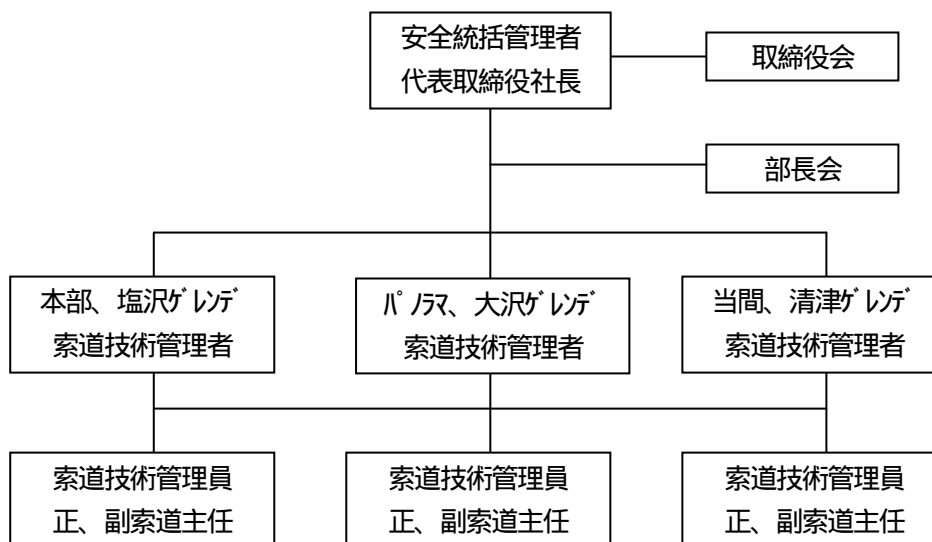 安全統括管理者
代表取締役社長
取締役会
部長会
本部、塩沢ｹﾞﾚﾝﾃﾞ
索道技術管理者
ﾊﾟﾉﾗﾏ、大沢ｹﾞﾚﾝﾃﾞ
索道技術管理者
当間、清津ｹﾞﾚﾝﾃﾞ
索道技術管理者
索道技術管理員
正、副索道主任
索道技術管理員
正、副索道主任
索道技術管理員
正、副索道主任